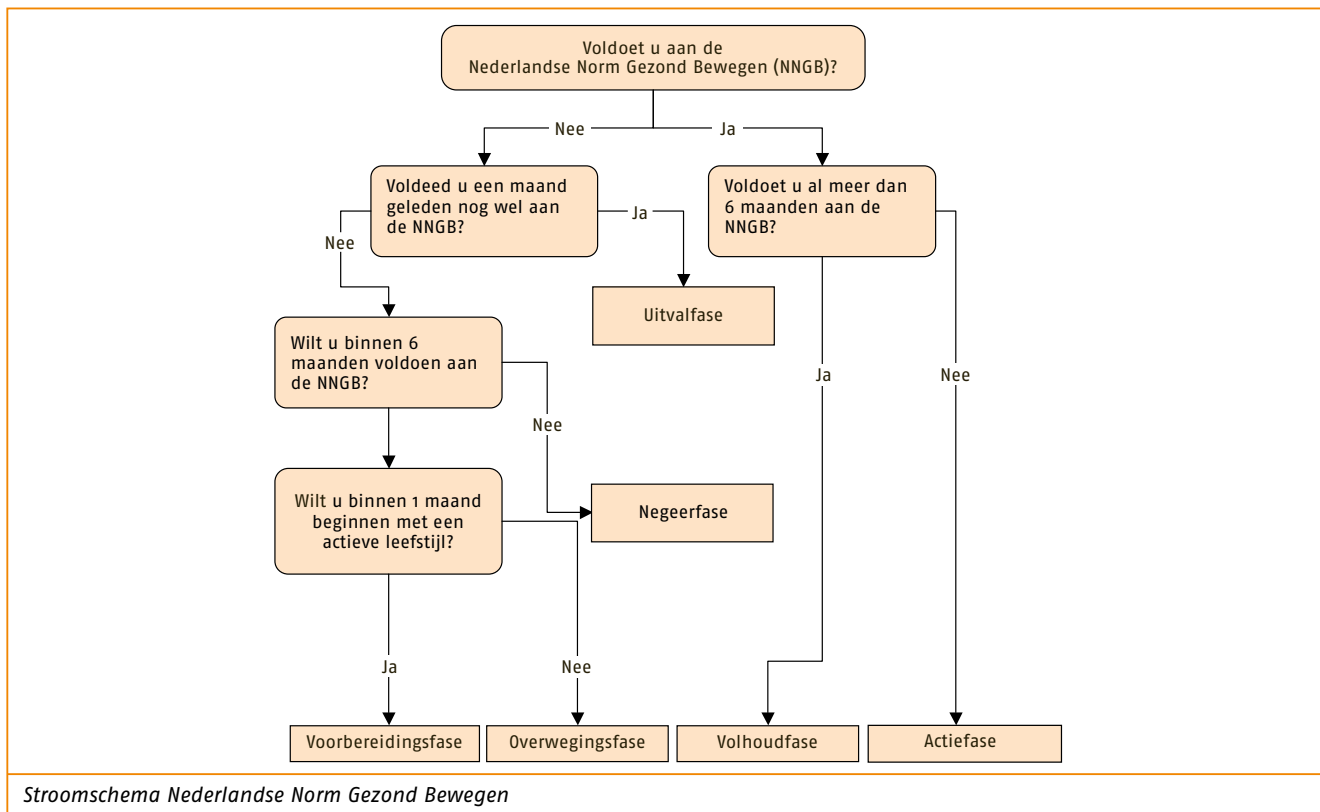 Voldoet u aan de
Nederlandse Norm Gezond Bewegen (NNGB)?
Nee
Ja
Voldeed u een maand
geleden nog wel aan
de NNGB?
Voldoet u al meer dan
6 maanden aan de
NNGB?
Ja
Nee
Uitvalfase
Wilt u binnen 6
maanden voldoen aan
de NNGB?
Ja
Nee
Nee
Wilt u binnen 1 maand
beginnen met een
actieve leefstijl?
Negeerfase
Ja
Nee
Voorbereidingsfase
Overwegingsfase
Volhoudfase
Actiefase
Stroomschema Nederlandse Norm Gezond Bewegen